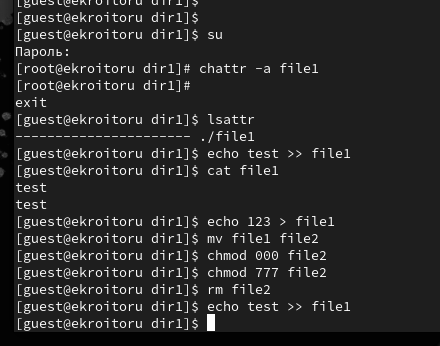 [guest@ekroitoru dir1]$
[guest@ekroitoru dir1]$
[guest@ekroitoru dir1]$ su
Пароль:
[root@ekroitoru dir1]# chattr -a file1
[root@ekroitoru dir1]#
exit
[guest@ekroitoru dir1]$ lsattr
---------------------- ./file1
[guest@ekroitoru dir1]$ echo test >> file1
[guest@ekroitoru dir1]$ cat file1
test
test
[guest@ekroitoru dir1]$ echo 123 > file1
[guest@ekroitoru dir1]$ mv file1 file2
[guest@ekroitoru dir1]$ chmod 000 file2
[guest@ekroitoru dir1]$ chmod 777 file2
[guest@ekroitoru dir1]$ rm file2
[guest@ekroitoru dir1]$ echo test >> file1
[guest@ekroitoru dir1]$